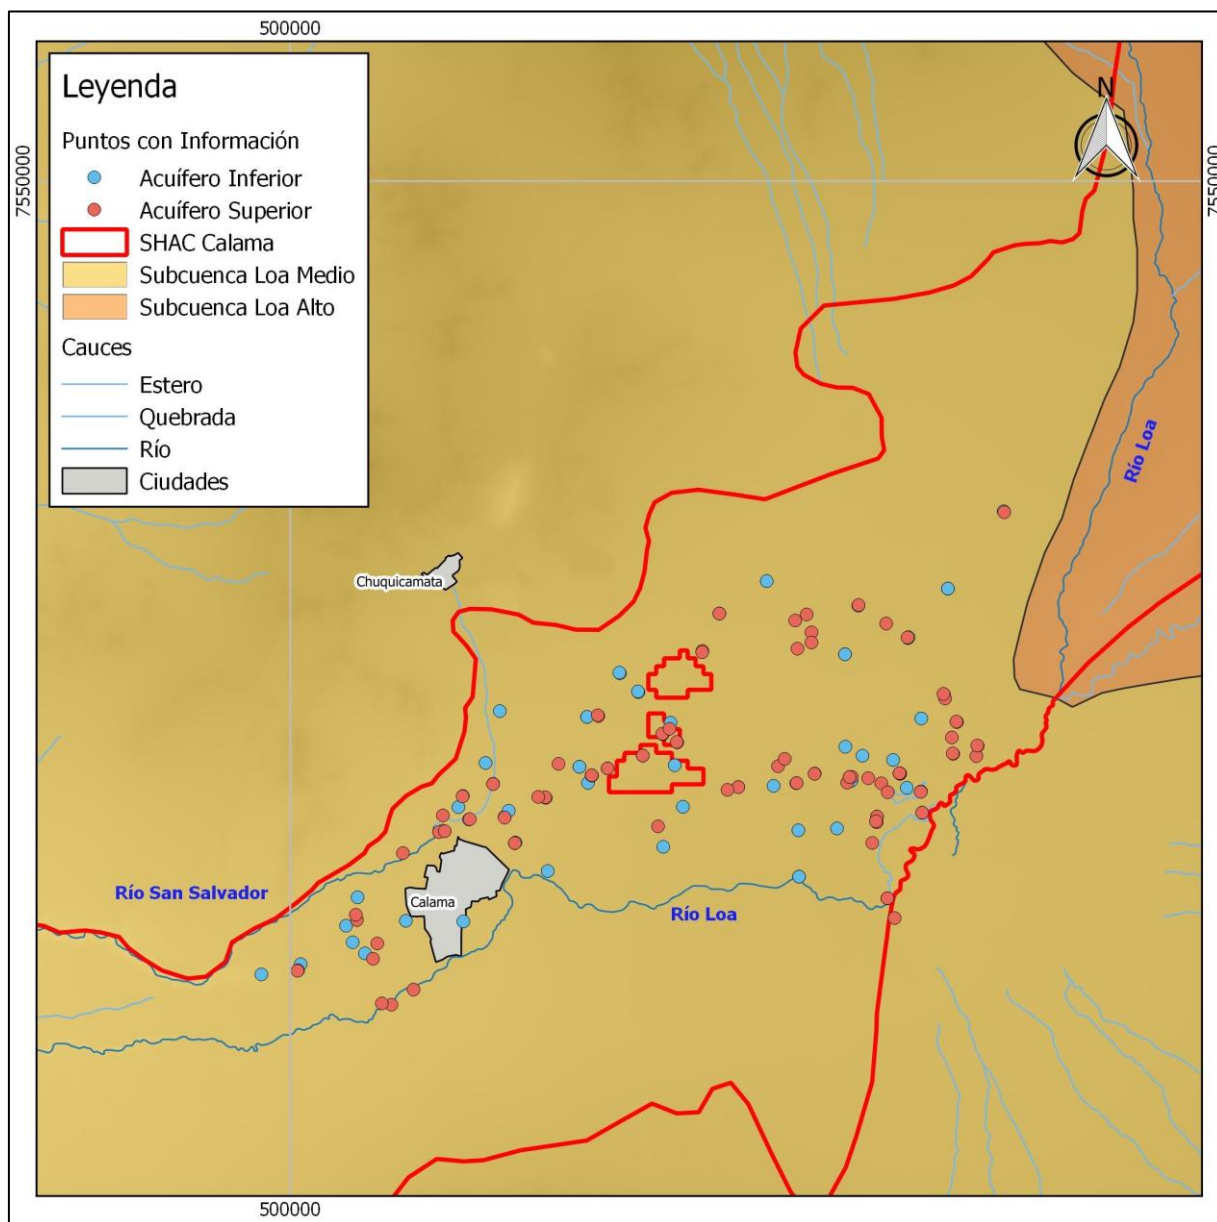 500000
Leyenda
Puntos con Información
Acuífero Inferior
Acuífero Superior
SHAC Calama
Subcuenca Loa Medio
Subcuenca Loa Alto
Cauces
Estero
Quebrada
Río
Ciudades
N
7550000
7550000
Río Loa
Chuquicamata
Río San Salvador
Calama
Río Loa
500000